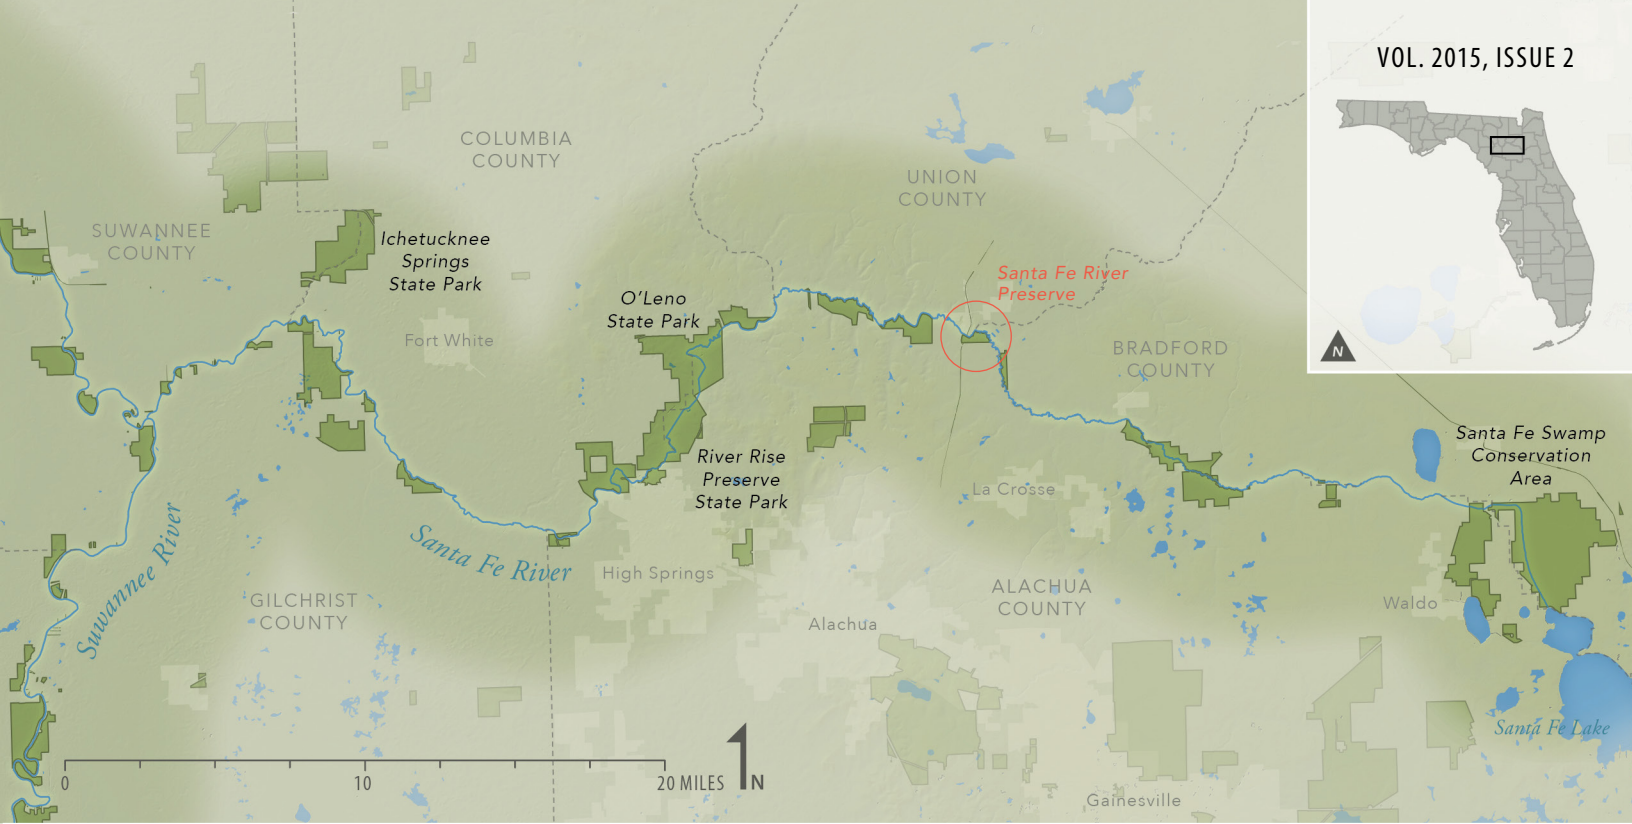 VOL. 2015, ISSUE 2
N
COLUMBIA
COUNTY
UNION
COUNTY
SUWANNEE
COUNTY
Ichetucknee
Springs
State Park
Santa Fe River
Preserve
O'Leno
State Park
Fort White
BRADFORD
COUNTY
Santa Fe Swamp
Conservation
Area
River Rise
Preserve
State Park
La Crosse
Suwannee River
Santa Fe River
High Springs
ALACHUA
COUNTY
GILCHRIST
COUNTY
Waldo
Alachua
Santa Fe Lake
0
10
20 MILES
N
Gainesville